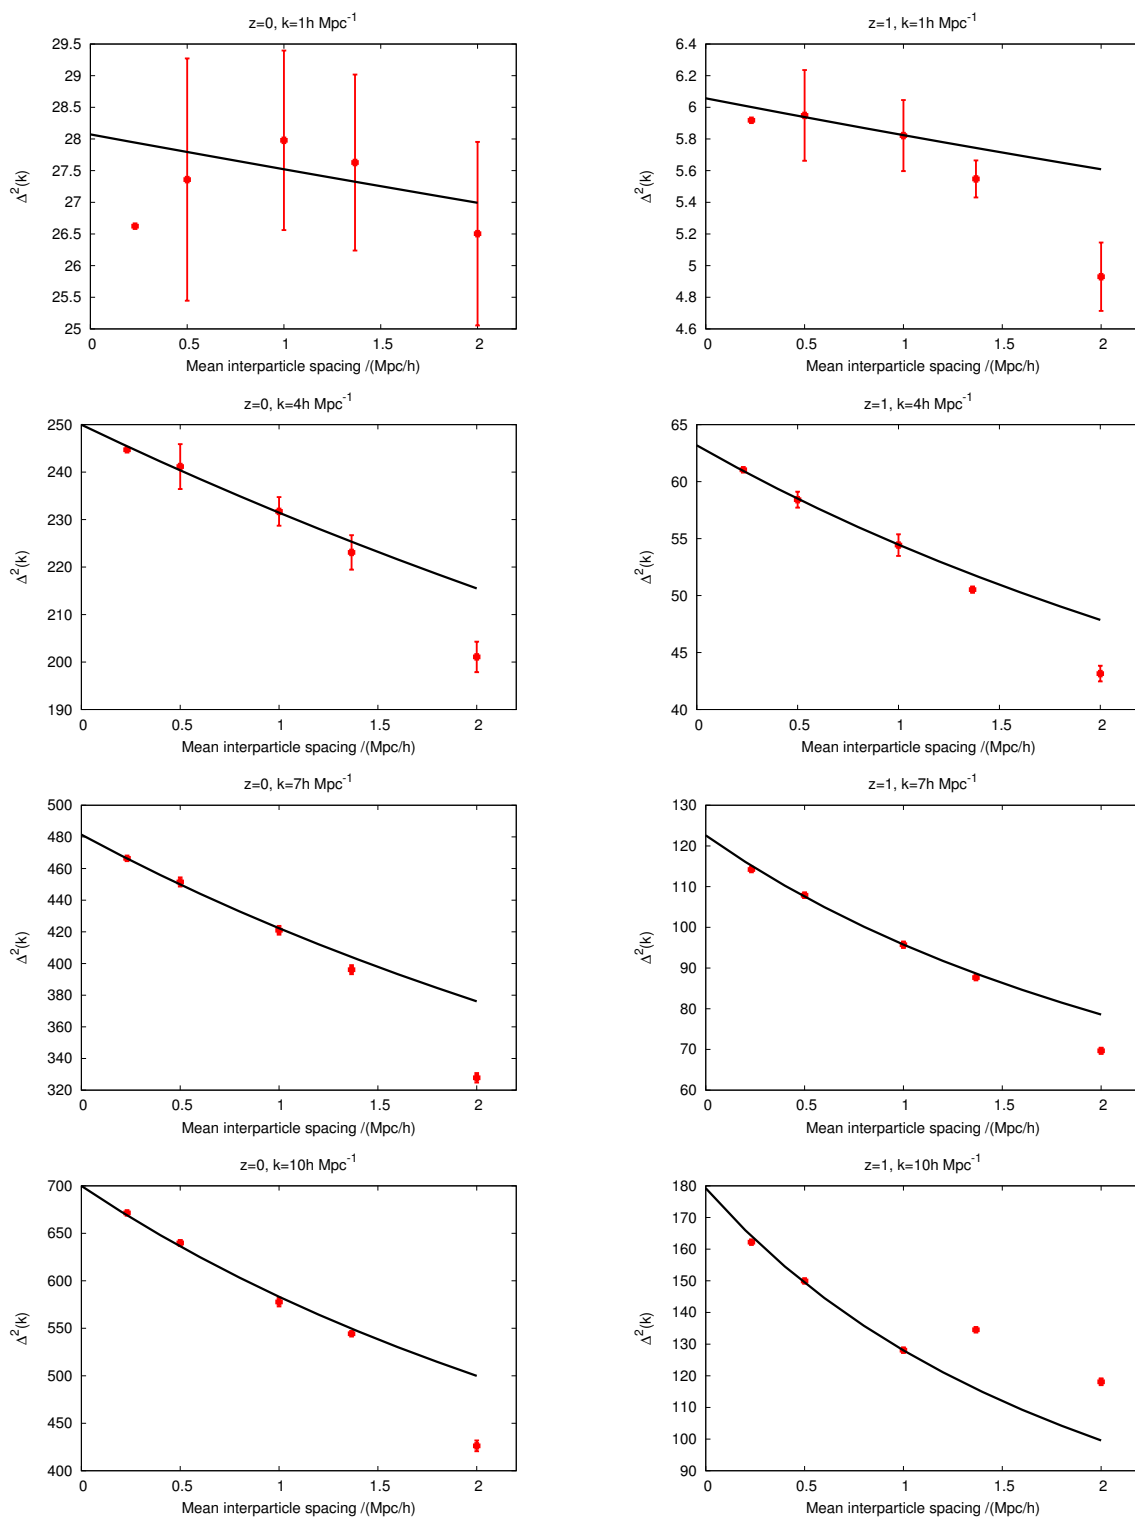 z=0, k=1h Mpc⁻¹
29.5
29
28.5
28
27.5
27
26.5
26
25.5
25
Δ²(k)
0 0.5 1 1.5 2
Mean interparticle spacing /(Mpc/h)
z=1, k=1h Mpc⁻¹
6.4
6.2
6
5.8
5.6
5.4
5.2
5
4.8
4.6
Δ²(k)
0 0.5 1 1.5 2
Mean interparticle spacing /(Mpc/h)
z=0, k=4h Mpc⁻¹
250
240
230
220
210
200
190
Δ²(k)
0 0.5 1 1.5 2
Mean interparticle spacing /(Mpc/h)
z=1, k=4h Mpc⁻¹
65
60
55
50
45
40
Δ²(k)
0 0.5 1 1.5 2
Mean interparticle spacing /(Mpc/h)
z=0, k=7h Mpc⁻¹
500
480
460
440
420
400
380
360
340
320
Δ²(k)
0 0.5 1 1.5 2
Mean interparticle spacing /(Mpc/h)
z=1, k=7h Mpc⁻¹
130
120
110
100
90
80
70
60
Δ²(k)
0 0.5 1 1.5 2
Mean interparticle spacing /(Mpc/h)
z=0, k=10h Mpc⁻¹
700
650
600
550
500
450
400
Δ²(k)
0 0.5 1 1.5 2
Mean interparticle spacing /(Mpc/h)
z=1, k=10h Mpc⁻¹
180
170
160
150
140
130
120
110
100
90
Δ²(k)
0 0.5 1 1.5 2
Mean interparticle spacing /(Mpc/h)